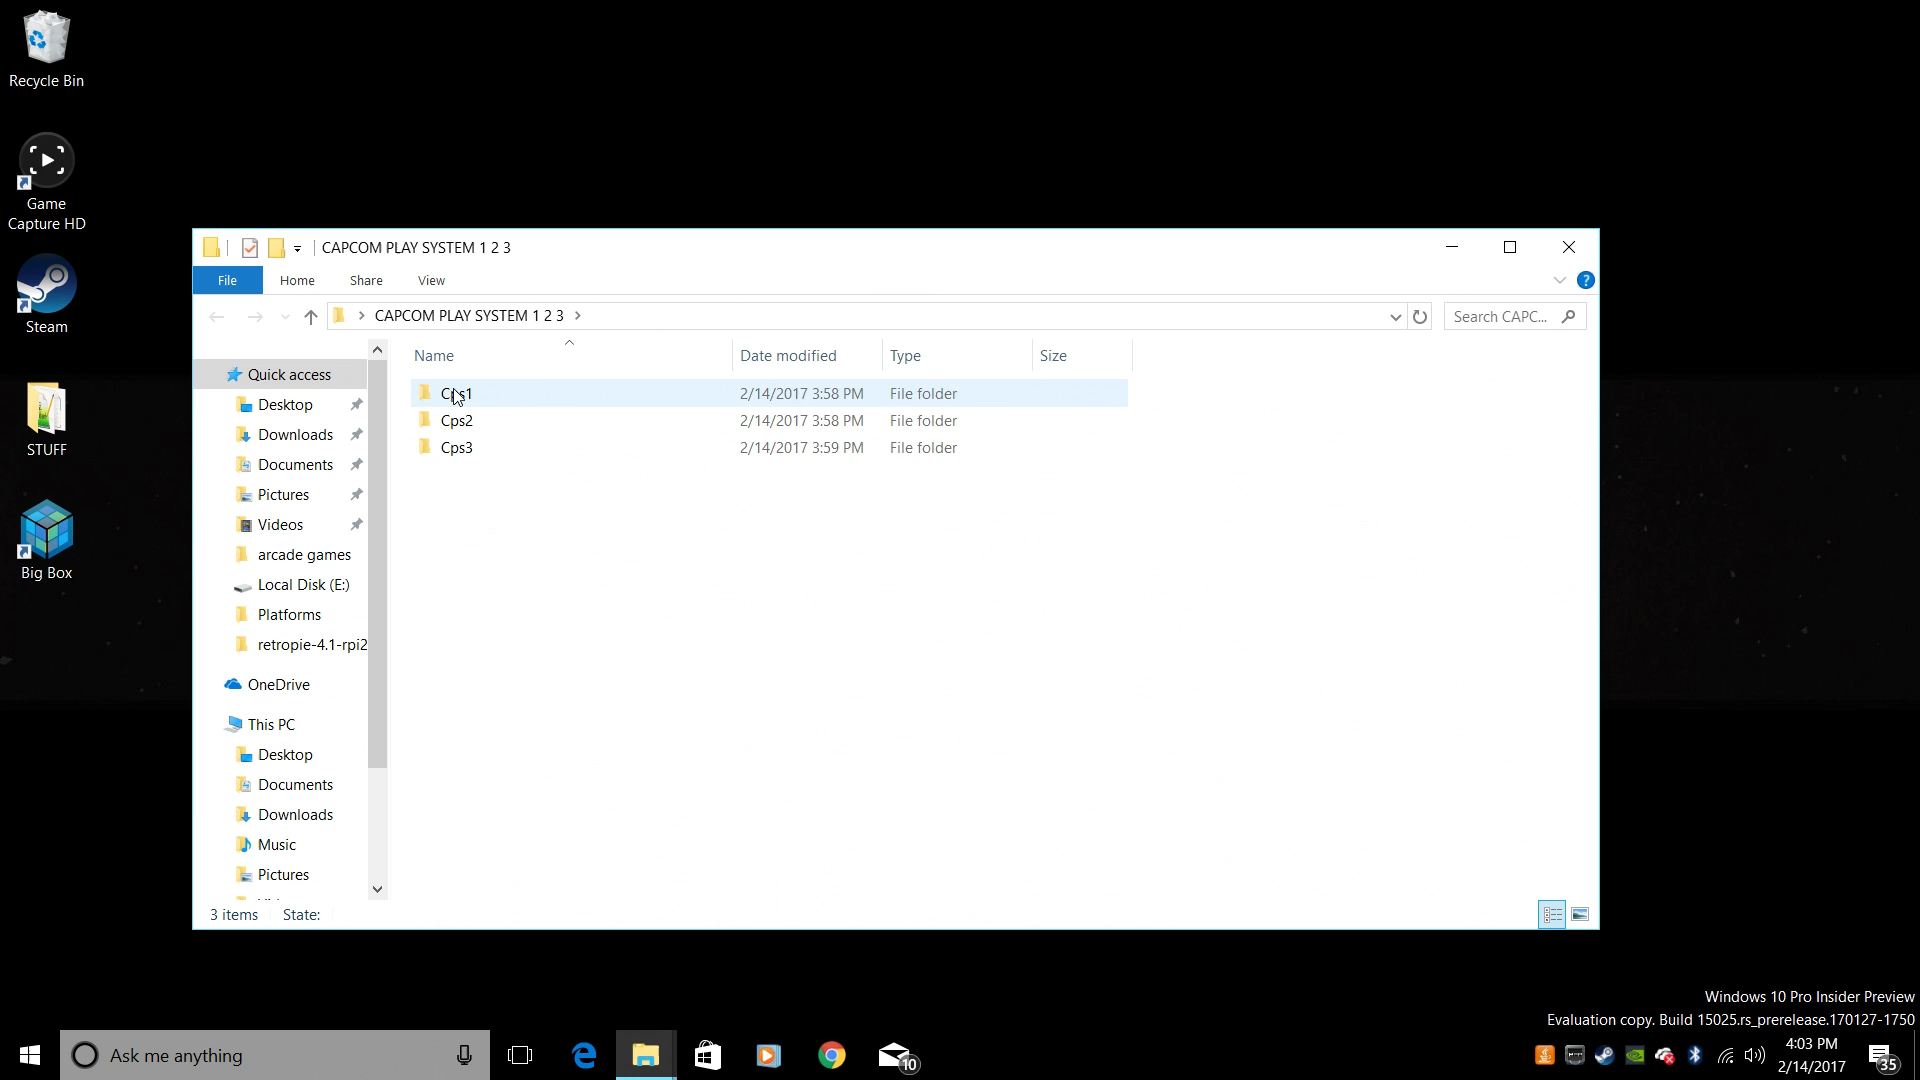 Recycle Bin
Game
Capture HD
Steam
STUFF
Big Box
CAPCOM PLAY SYSTEM 1 2 3
File
Home
Share
View
?
CAPCOM PLAY SYSTEM 1 2 3
Search CAPC...
Name
Date modified
Type
Size
Cps1 2/14/2017 3:58 PM File folder
Cps2 2/14/2017 3:58 PM File folder
Cps3 2/14/2017 3:59 PM File folder
Quick access
Desktop
Downloads
Documents
Pictures
Videos
arcade games
Local Disk (E:)
Platforms
retropie-4.1-rpi2
OneDrive
This PC
Desktop
Documents
Downloads
Music
Pictures
3 items State:
Windows 10 Pro Insider Preview
Evaluation copy. Build 15025.rs_prerelease.170127-1750
Ask me anything
10
4:03 PM
2/14/2017
35